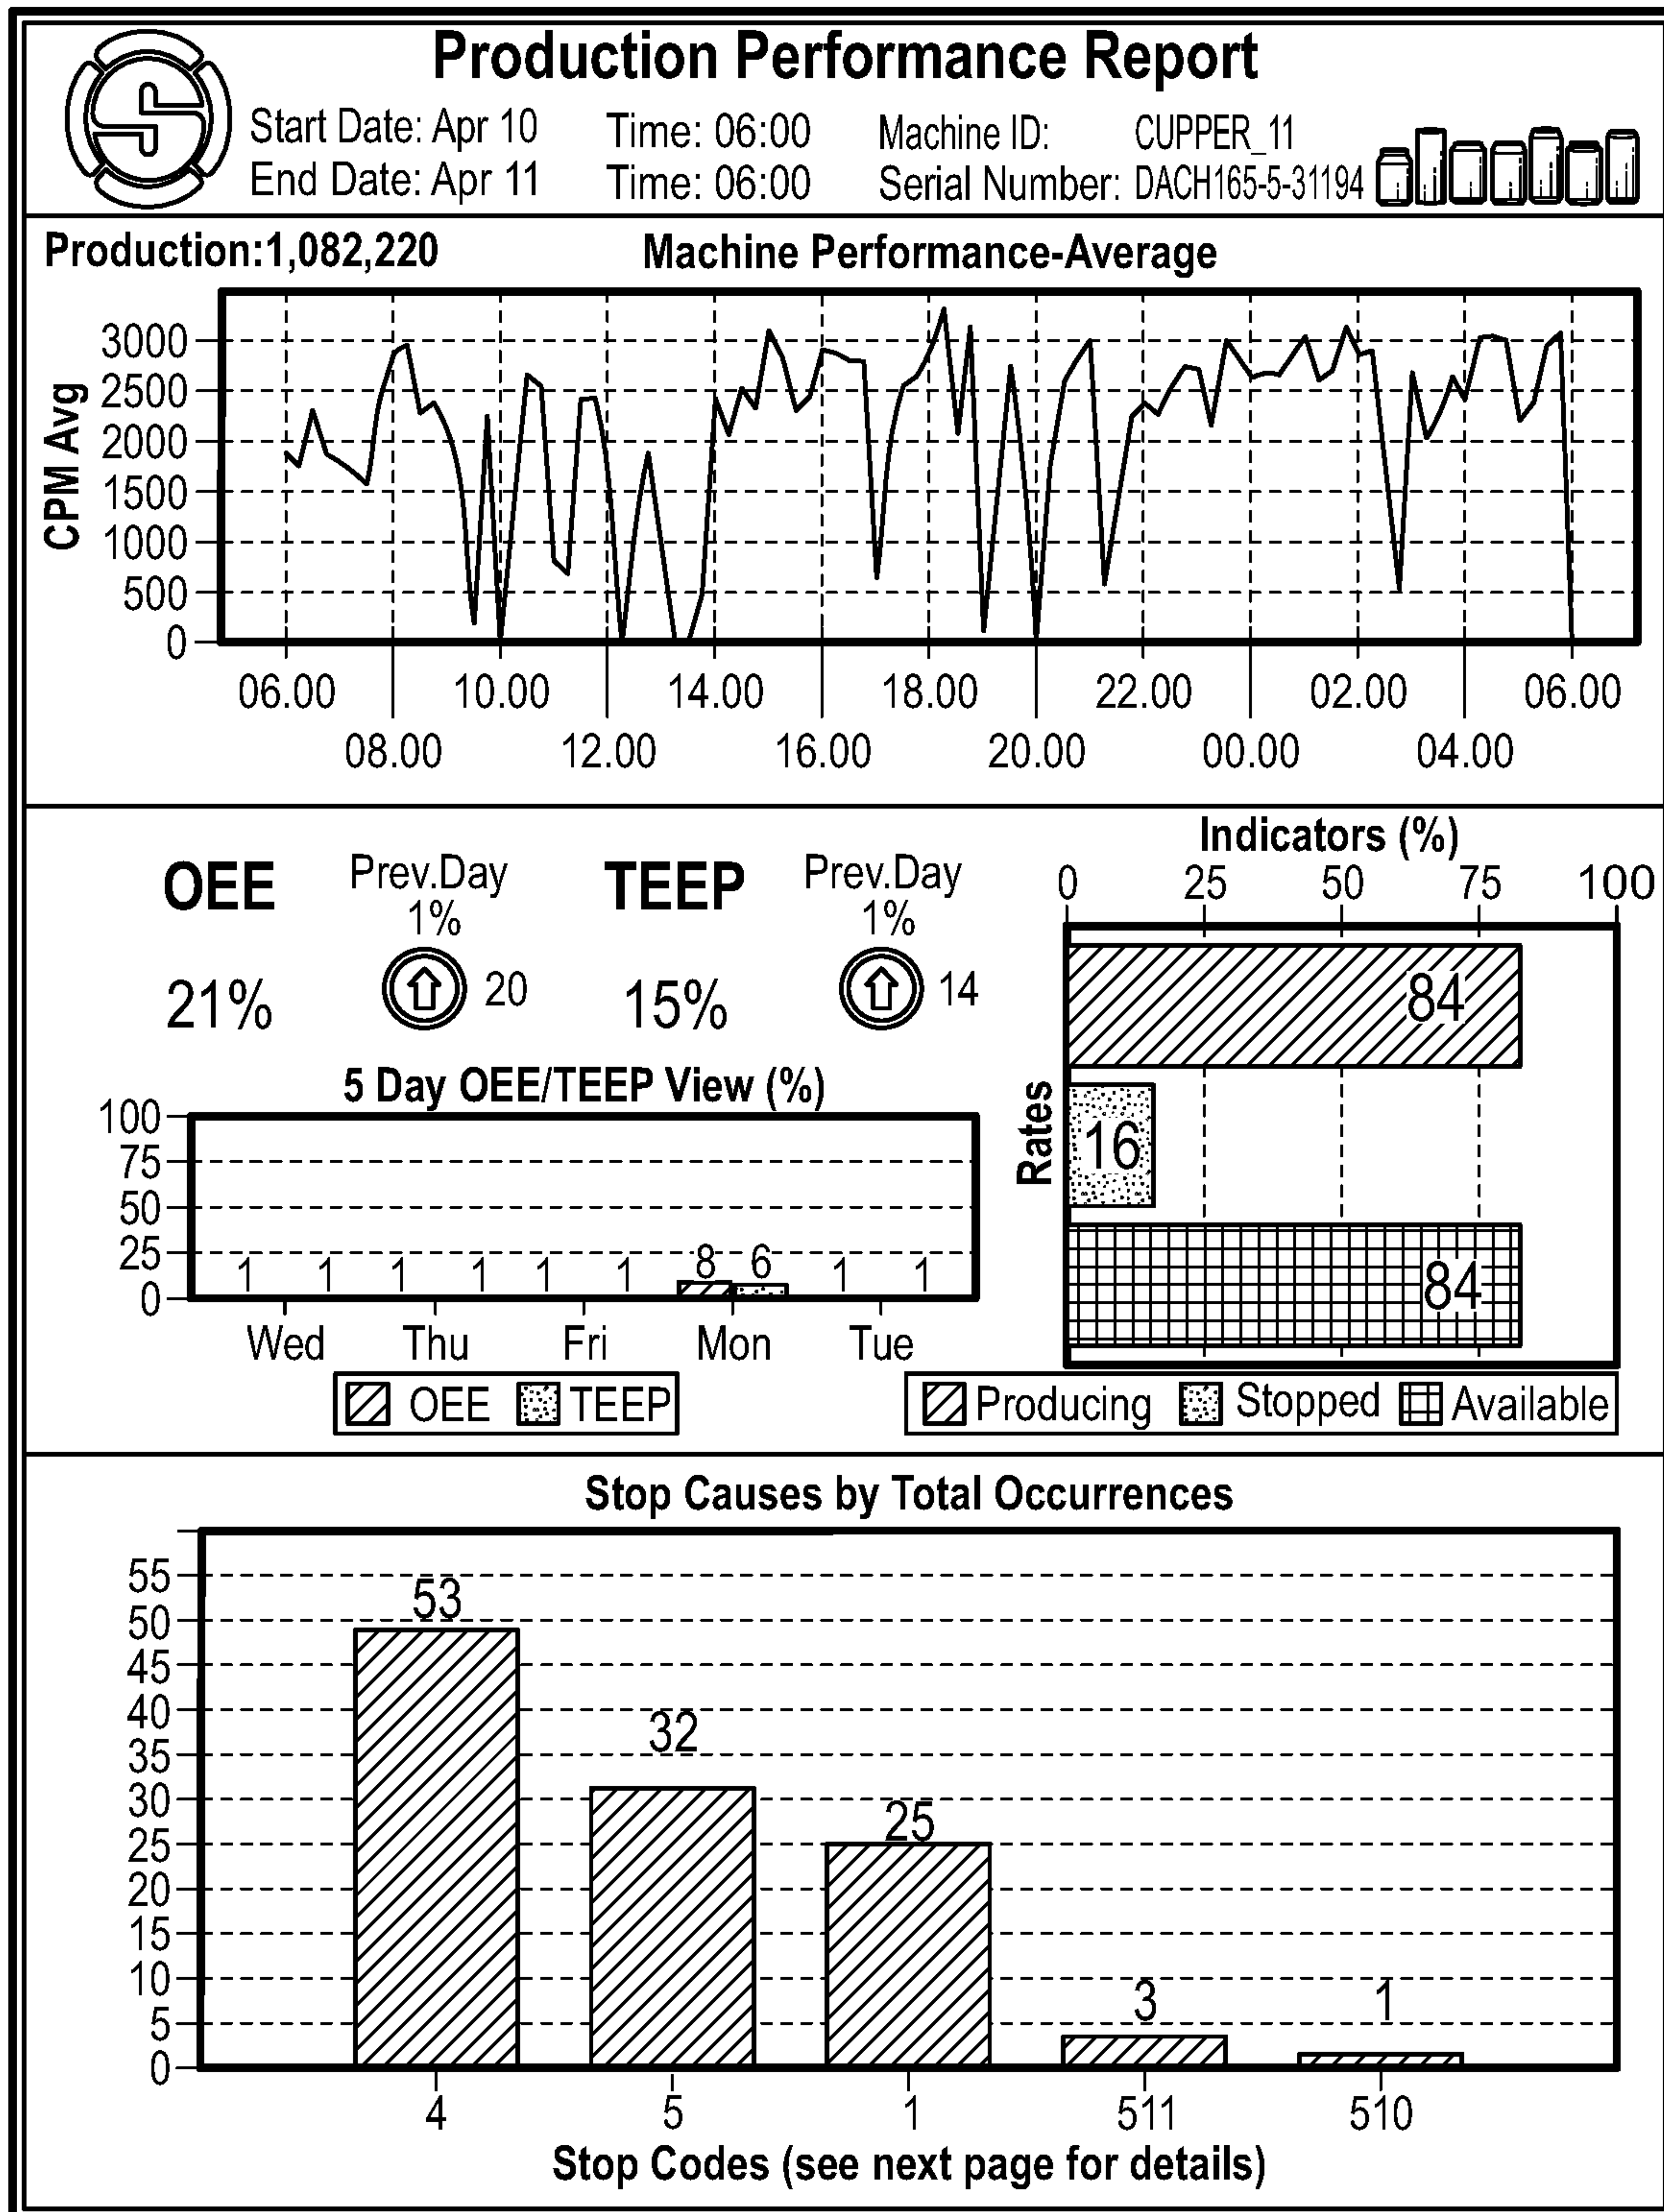 Production Performance Report
Start Date: Apr 10 Time: 06:00 Machine ID: CUPPER_11
End Date: Apr 11 Time: 06:00 Serial Number: DACH165-5-31194
Production:1,082,220 Machine Performance-Average
CPM Avg
3000
2500
2000
1500
1000
500
0
06.00 10.00 14.00 18.00 22.00 02.00 06.00
08.00 12.00 16.00 20.00 00.00 04.00
OEE Prev.Day TEEP Prev.Day
1% 1%
21% 20 15% 14
5 Day OEE/TEEP View (%)
100
75
50
25
0
1 1 1 1 1 1 8 6 1 1
Wed Thu Fri Mon Tue
OEE TEEP
Indicators (%)
0 25 50 75 100
Rates
84
16
84
Producing Stopped Available
Stop Causes by Total Occurrences
55
50
45
40
35
30
25
20
15
10
5
0
53
32
25
3
1
4 5 1 511 510
Stop Codes (see next page for details)